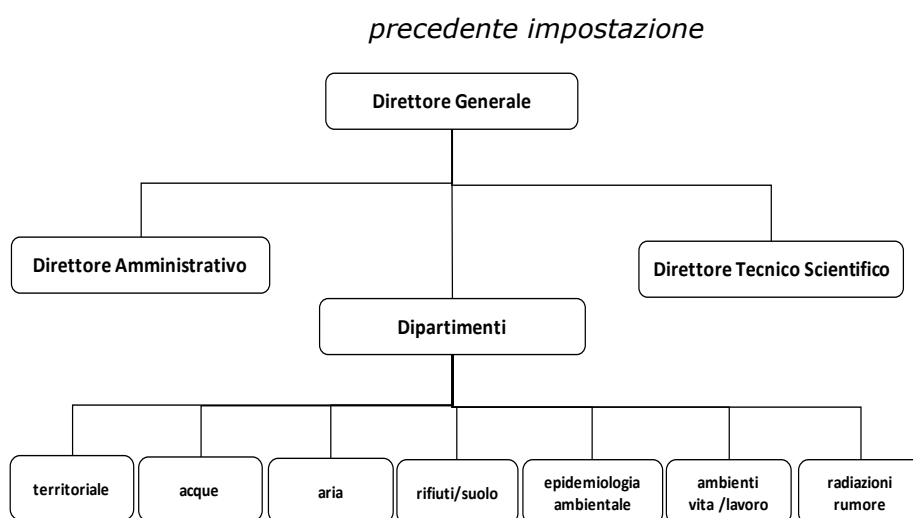 precedente impostazione
Direttore Generale
Direttore Amministrativo
Direttore Tecnico Scientifico
Dipartimenti
territoriale
acque
aria
rifiuti/suolo
epidemiologia
ambientale
ambienti
vita /lavoro
radiazioni
rumore